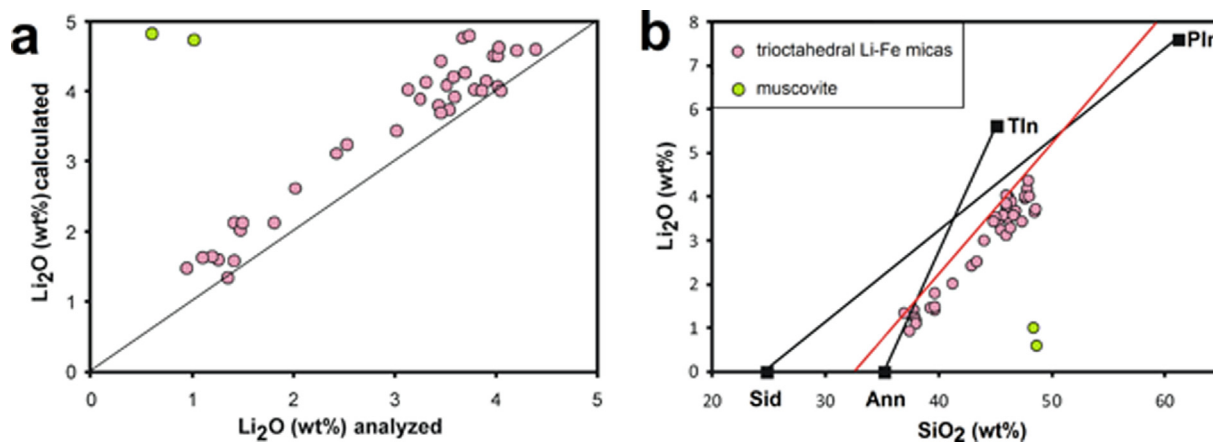 a
Li2O (wt%) calculated
5
4
3
2
1
0
0 1 2 3 4 5
Li2O (wt%) analyzed
b
trioctahedral Li-Fe micas
muscovite
Li2O (wt%)
8
7
6
5
4
3
2
1
0
Tln
Pln
Sid
Ann
20 30 40 50 60
SiO2 (wt%)